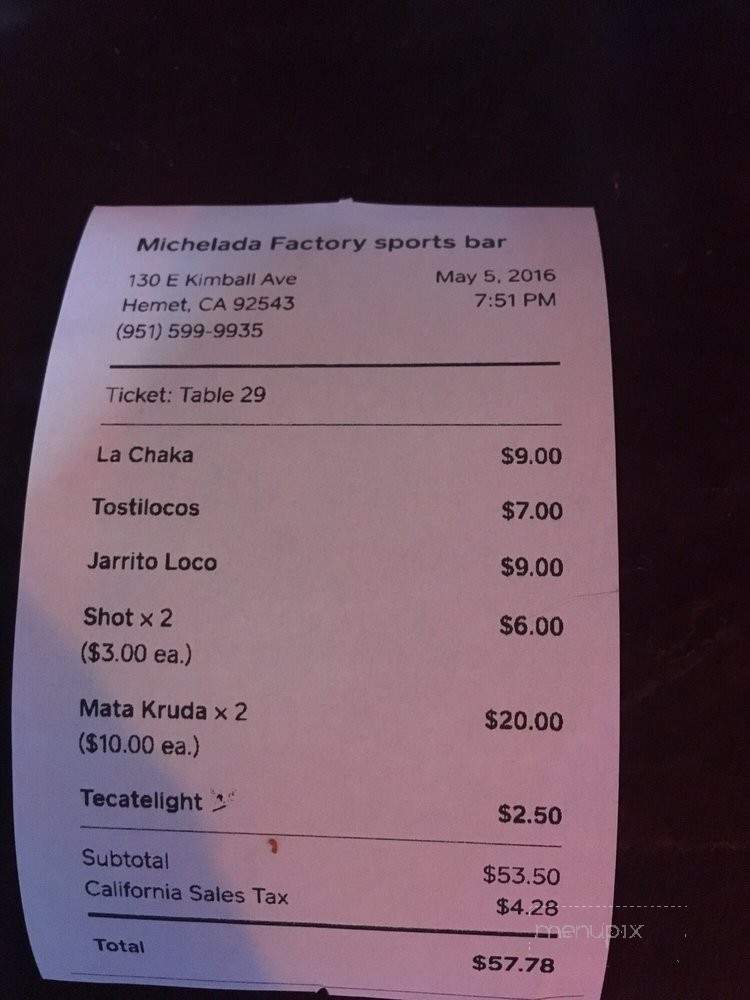 Michelada Factory sports bar
130 E Kimball Ave May 5, 2016
Hemet, CA 92543 7:51 PM
(951) 599-9935
Ticket: Table 29
La Chaka $9.00
Tostilocos $7.00
Jarrito Loco $9.00
Shot x 2 $6.00
($3.00 ea.)
Mata Kruda x 2 $20.00
($10.00 ea.)
Tecatelight $2.50
Subtotal $53.50
California Sales Tax $4.28
Total $57.78
menupix